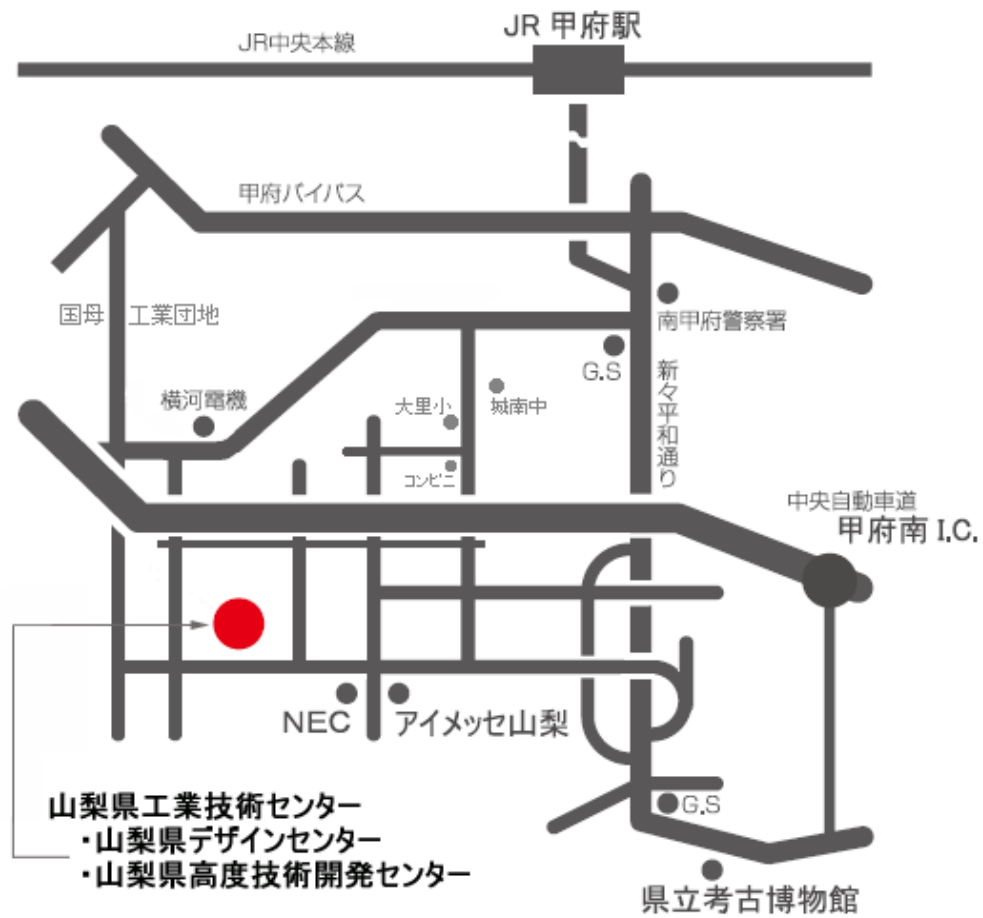 JR 甲府駅
JR中央本線
甲府バイパス
国母 工業団地
南甲府警察署
G.S
新々平和通り
横河電機
大里小
城南中
コンビニ
中央自動車道
甲府南 I.C.
NEC
アイメッセ山梨
山梨県工業技術センター
・山梨県デザインセンター
・山梨県高度技術開発センター
G.S
県立考古博物館